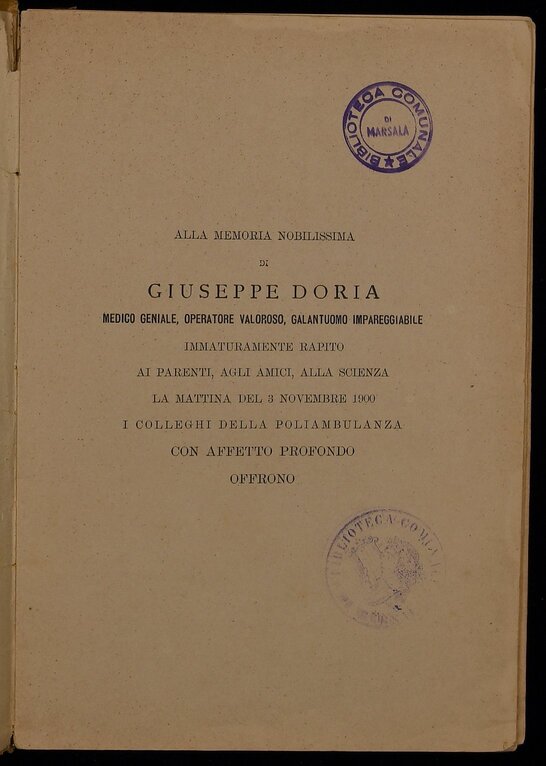 BIBLIOTECA COMUNALE
DI
MARSALA
ALLA MEMORIA NOBILISSIMA
DI
GIUSEPPE DORIA
MEDICO GENIALE, OPERATORE VALOROSO, GALANTUOMO IMPAREGGIABILE
IMMATURAMENTE RAPITO
AI PARENTI, AGLI AMICI, ALLA SCIENZA
LA MATTINA DEL 3 NOVEMBRE 1900
I COLLEGHI DELLA POLIAMBULANZA
CON AFFETTO PROFONDO
OFFRONO
BIBLIOTECA